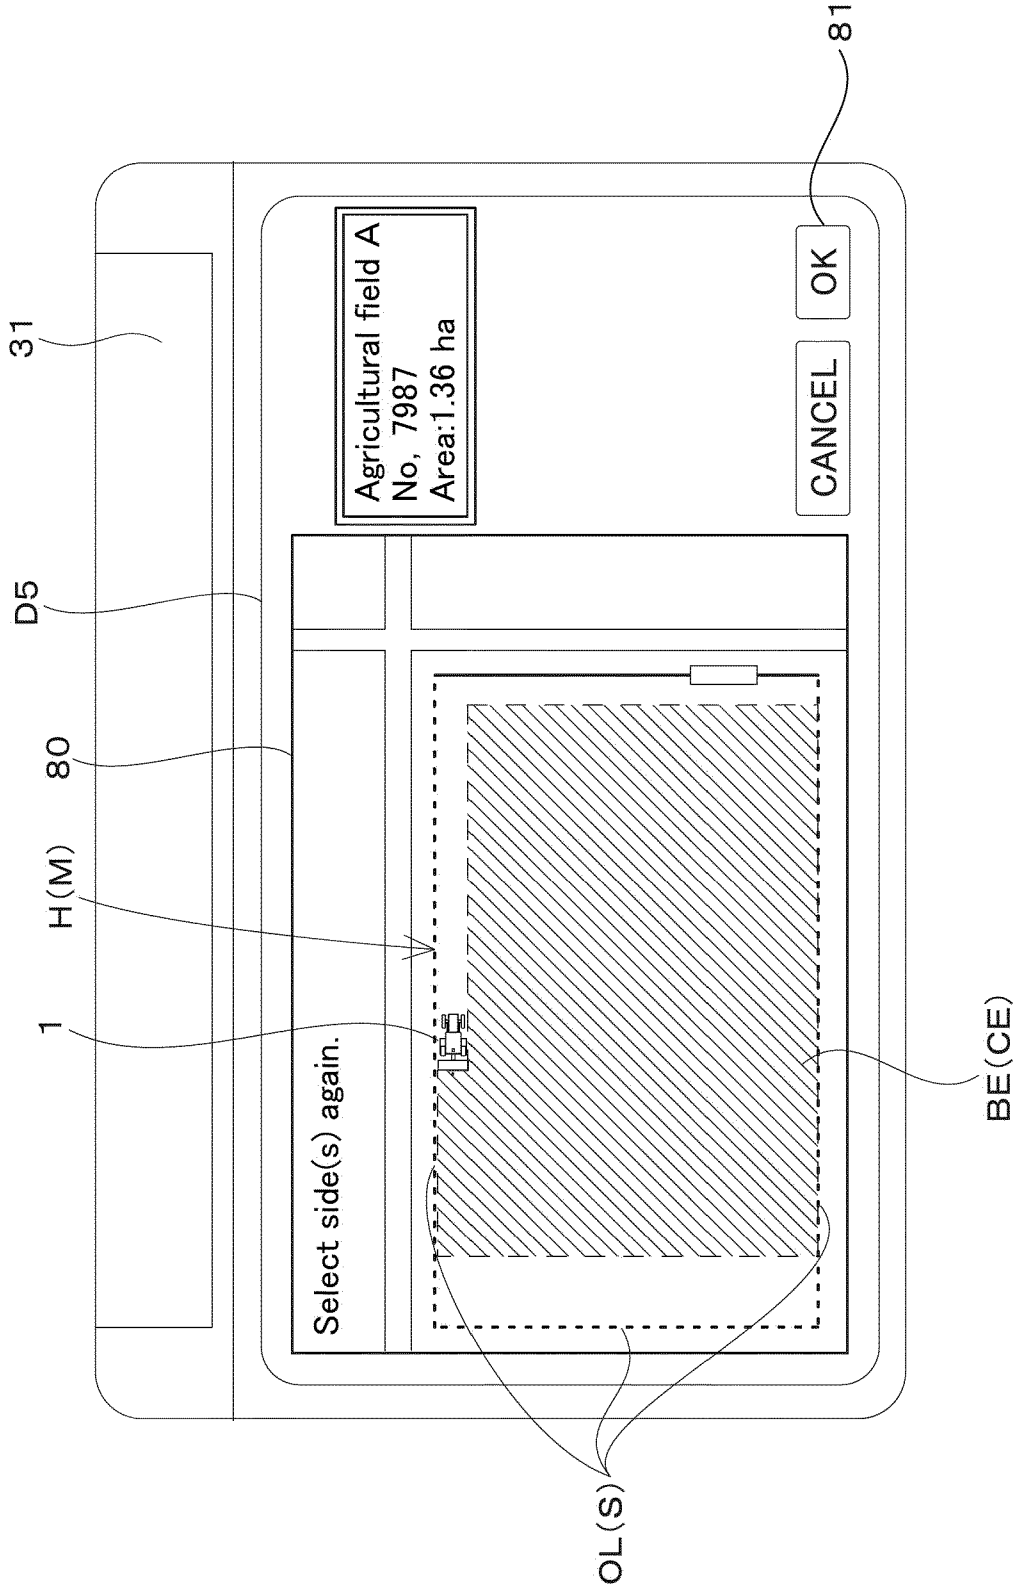 31
D5
80
H(M)
1
Select side(s) again.
Agricultural field A
No, 7987
Area:1.36 ha
CANCEL
OK
81
OL(S)
BE(CE)